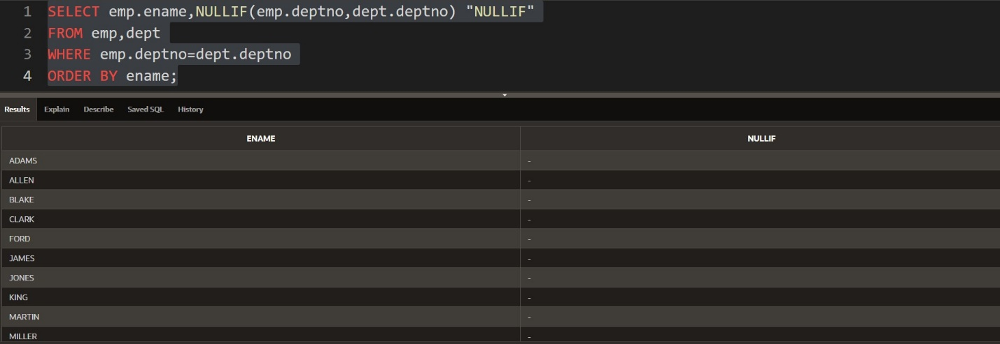 1 SELECT emp.ename,NULLIF(emp.deptno,dept.deptno) "NULLIF"
2 FROM emp,dept
3 WHERE emp.deptno=dept.deptno
4 ORDER BY ename;
Results Explain Describe Saved SQL History
ENAME NULLIF
ADAMS -
ALLEN -
BLAKE -
CLARK -
FORD -
JAMES -
JONES -
KING -
MARTIN -
MILLER -